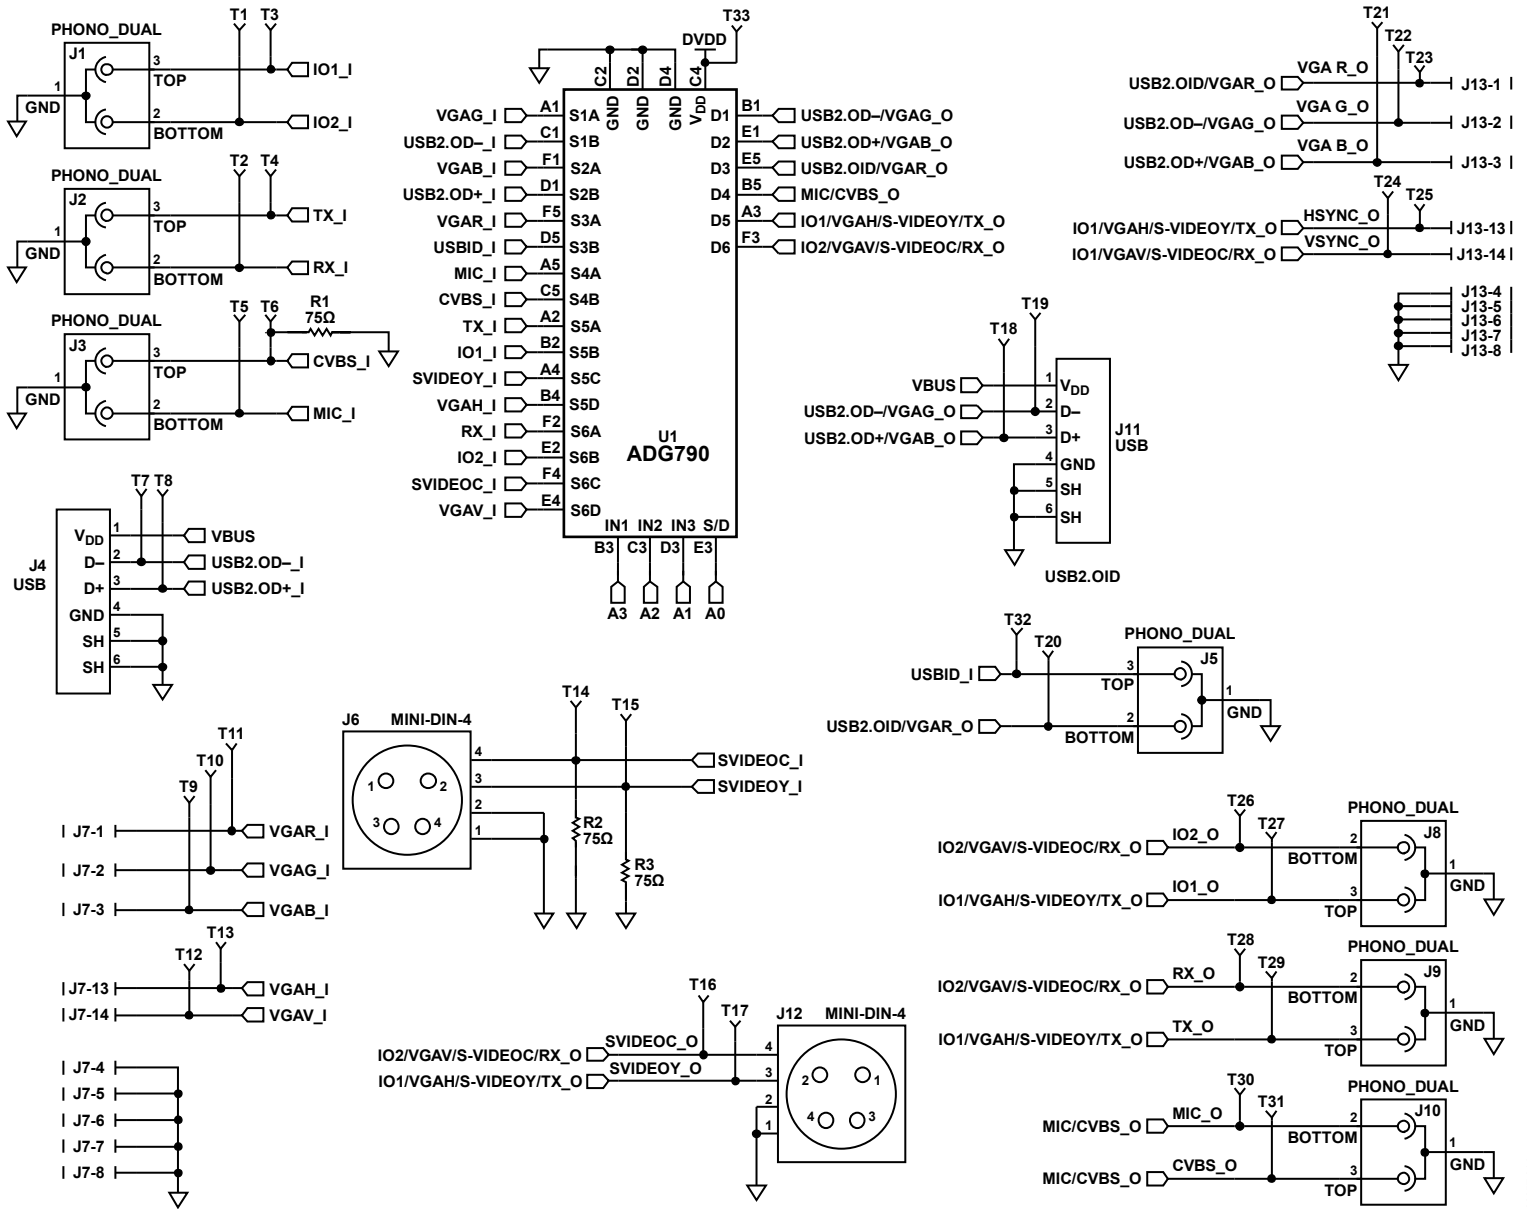 T1 T3
PHONO_DUAL
J1
3
TOP
IO1_I
1
GND
2
BOTTOM
IO2_I
T2 T4
PHONO_DUAL
J2
3
TOP
TX_I
1
GND
2
BOTTOM
RX_I
T5 T6
R1
75Ω
PHONO_DUAL
J3
3
TOP
CVBS_I
1
GND
2
BOTTOM
MIC_I
T7 T8
J4
USB
VDD 1 VBUS
D– 2 USB2.OD–_I
D+ 3 USB2.OD+_I
GND 4
SH 5
SH 6
T33
DVDD
C2 D2 D4 C4
GND GND GND VDD
VGAG_I A1 S1A
USB2.OD–_I C1 S1B
VGAB_I F1 S2A
USB2.OD+_I D1 S2B
VGAR_I F5 S3A
USBID_I D5 S3B
MIC_I A5 S4A
CVBS_I C5 S4B
TX_I A2 S5A
IO1_I B2 S5B
SVIDEOY_I A4 S5C
VGAH_I B4 S5D
RX_I F2 S6A
IO2_I E2 S6B
SVIDEOC_I F4 S6C
VGAV_I E4 S6D
D1 B1 USB2.OD–/VGAG_O
D2 E1 USB2.OD+/VGAB_O
D3 E5 USB2.OID/VGAR_O
D4 B5 MIC/CVBS_O
D5 A3 IO1/VGAH/S-VIDEOY/TX_O
D6 F3 IO2/VGAV/S-VIDEOC/RX_O
U1
ADG790
IN1 IN2 IN3 S/D
B3 C3 D3 E3
A3 A2 A1 A0
T21
T22
T23
USB2.OID/VGAR_O VGA R_O J13-1
USB2.OD–/VGAG_O VGA G_O J13-2
USB2.OD+/VGAB_O VGA B_O J13-3
T24
T25
IO1/VGAH/S-VIDEOY/TX_O HSYNC_O J13-13
IO1/VGAV/S-VIDEOC/RX_O VSYNC_O J13-14
J13-4
J13-5
J13-6
J13-7
J13-8
T19
T18
VBUS 1 VDD
USB2.OD–/VGAG_O 2 D–
USB2.OD+/VGAB_O 3 D+
4 GND
5 SH
6 SH
J11
USB
USB2.OID
T32
T20
PHONO_DUAL
J5
USBID_I 3
TOP
1
GND
USB2.OID/VGAR_O 2
BOTTOM
T11
T10
T9
J7-1 VGAR_I
J7-2 VGAG_I
J7-3 VGAB_I
T13
T12
J7-13 VGAH_I
J7-14 VGAV_I
J7-4
J7-5
J7-6
J7-7
J7-8
T14
T15
J6 MINI-DIN-4
1 2
3 4
4 SVIDEOC_I
3 SVIDEOY_I
2
1
R2
75Ω
R3
75Ω
T16
T17
J12 MINI-DIN-4
IO2/VGAV/S-VIDEOC/RX_O SVIDEOC_O 4
IO1/VGAH/S-VIDEOY/TX_O SVIDEOY_O 3
2
1
2 1
4 3
T26
T27
PHONO_DUAL
J8
IO2/VGAV/S-VIDEOC/RX_O IO2_O 2
BOTTOM
1
GND
IO1/VGAH/S-VIDEOY/TX_O IO1_O 3
TOP
T28
T29
PHONO_DUAL
J9
IO2/VGAV/S-VIDEOC/RX_O RX_O 2
BOTTOM
1
GND
IO1/VGAH/S-VIDEOY/TX_O TX_O 3
TOP
T30
T31
PHONO_DUAL
J10
MIC/CVBS_O MIC_O 2
BOTTOM
1
GND
MIC/CVBS_O CVBS_O 3
TOP